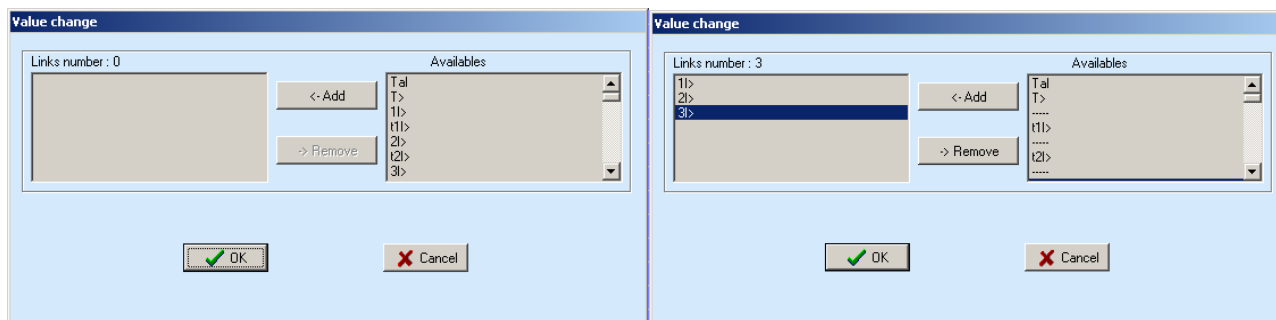 Value change
Links number : 0
Availables
<- Add
-> Remove
Tal
T>
1I>
t1I>
2I>
t2I>
3I>
OK
Cancel
Value change
Links number : 3
Availables
1I>
2I>
3I>
<- Add
-> Remove
Tal
T>
-----
t1I>
-----
t2I>
-----
OK
Cancel